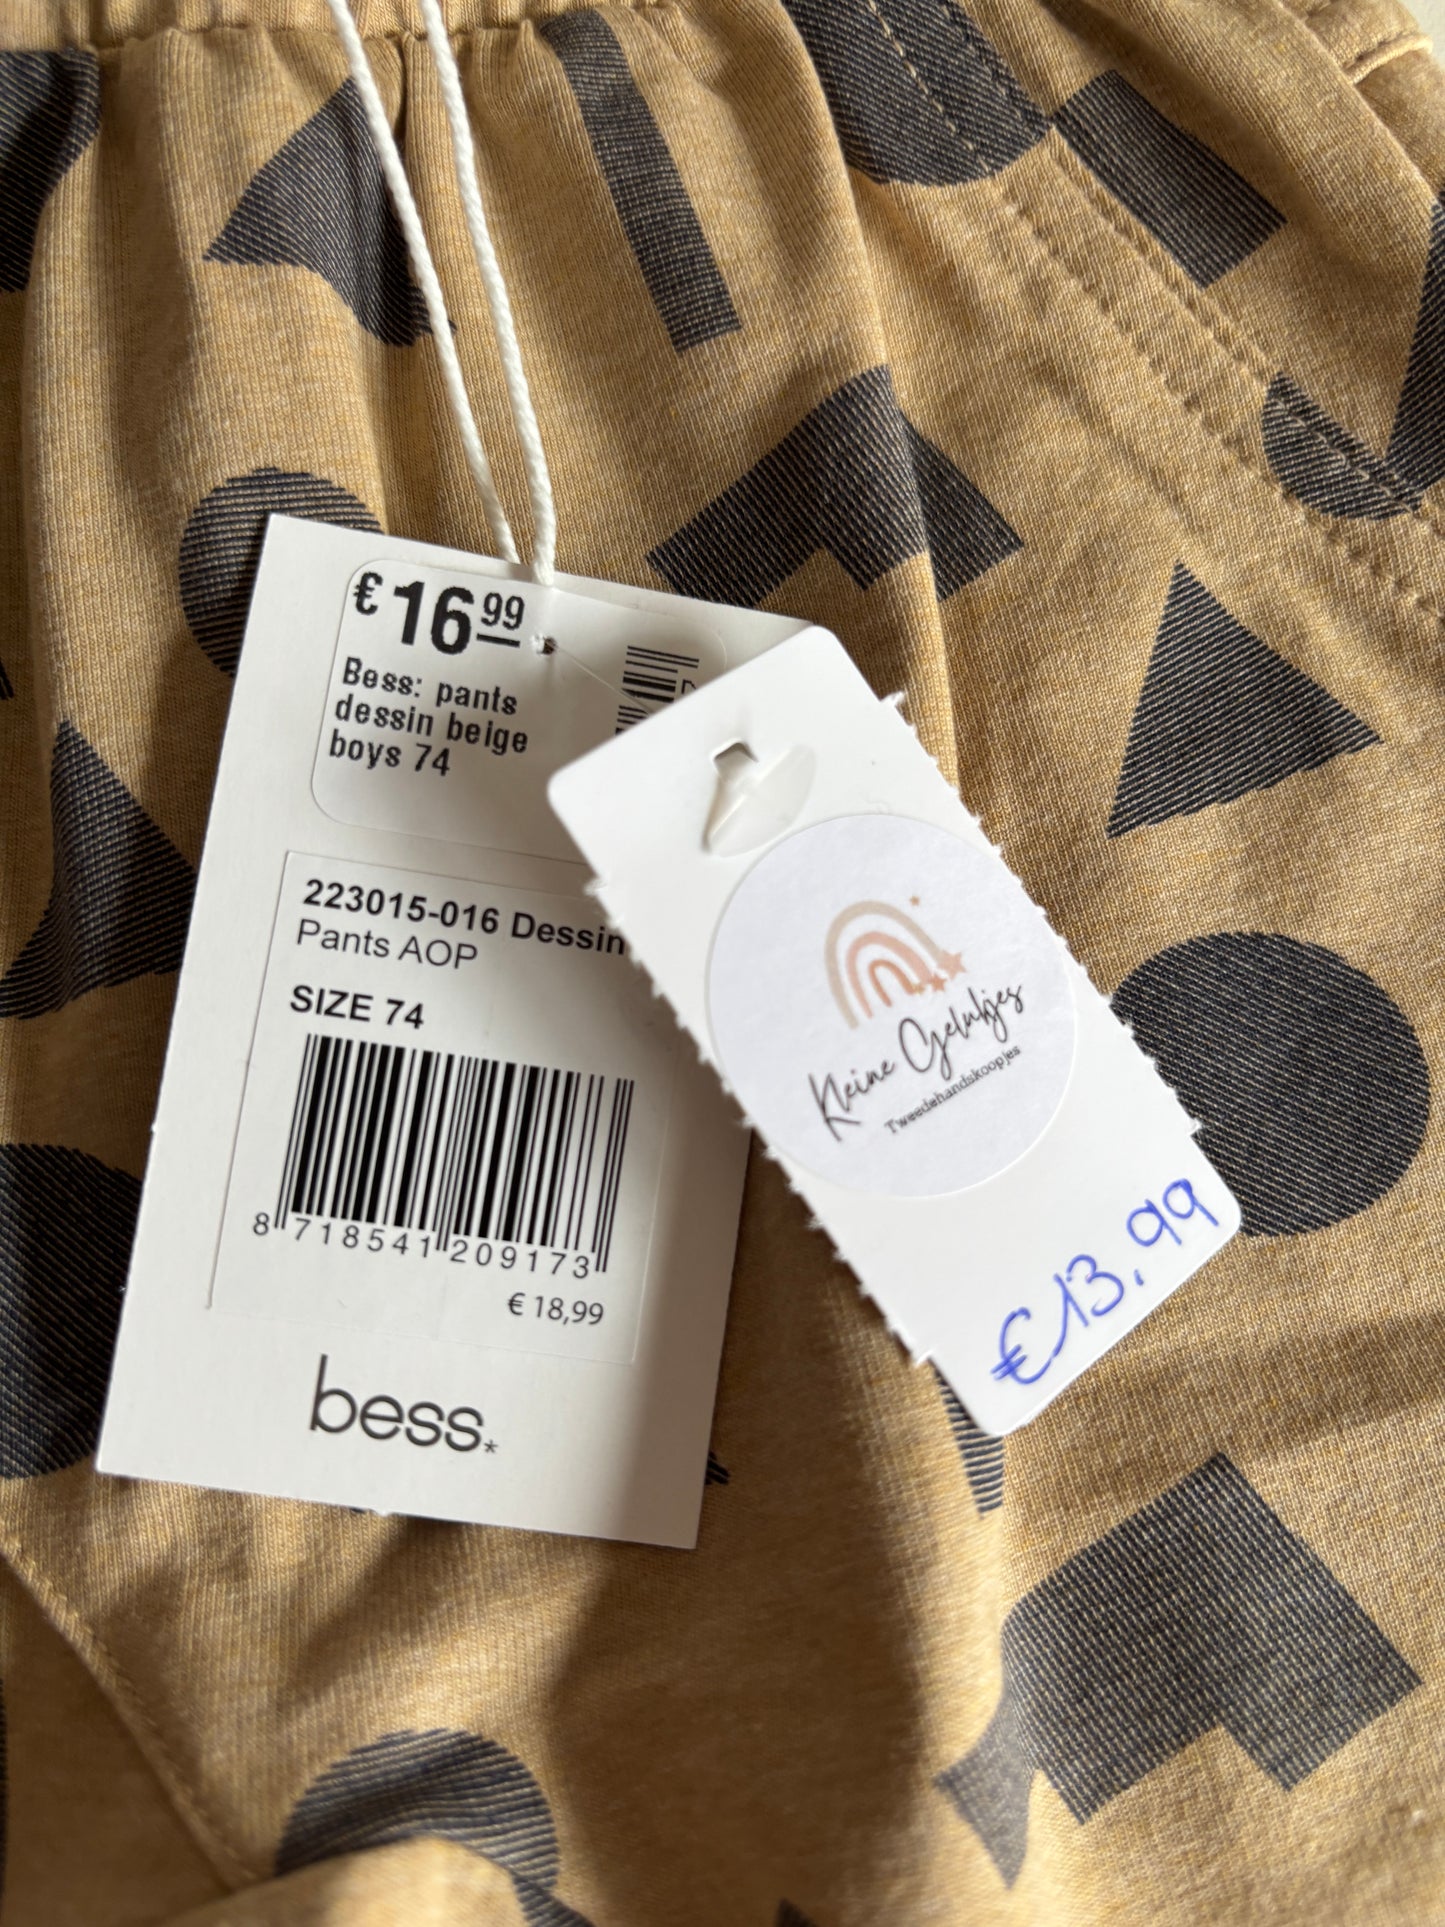 € 16 99
Bess: pants
dessin beige
boys 74
223015-016 Dessin
Pants AOP
SIZE 74
8 718541 209173
€ 18,99
bess.*
Kleine Gelukjes
Tweedehandskoopjes
€13,99